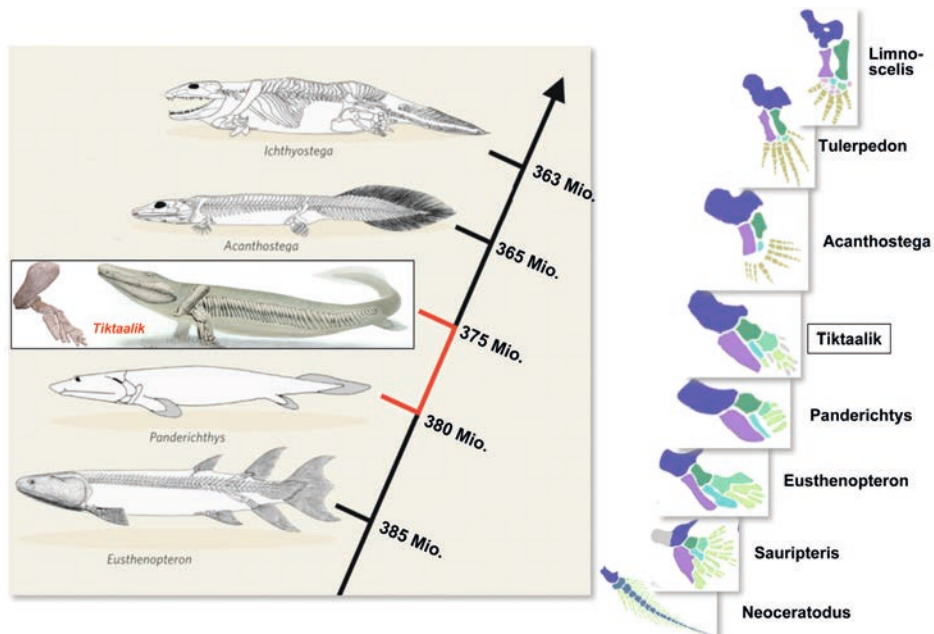 Ichthyostega
363 Mio.
Acanthostega
365 Mio.
Tiktaalik
375 Mio.
Panderichthys
380 Mio.
Eusthenopteron
385 Mio.
Limno-
scelis
Tulerpedon
Acanthostega
Tiktaalik
Panderichtys
Eusthenopteron
Sauripteris
Neoceratodus